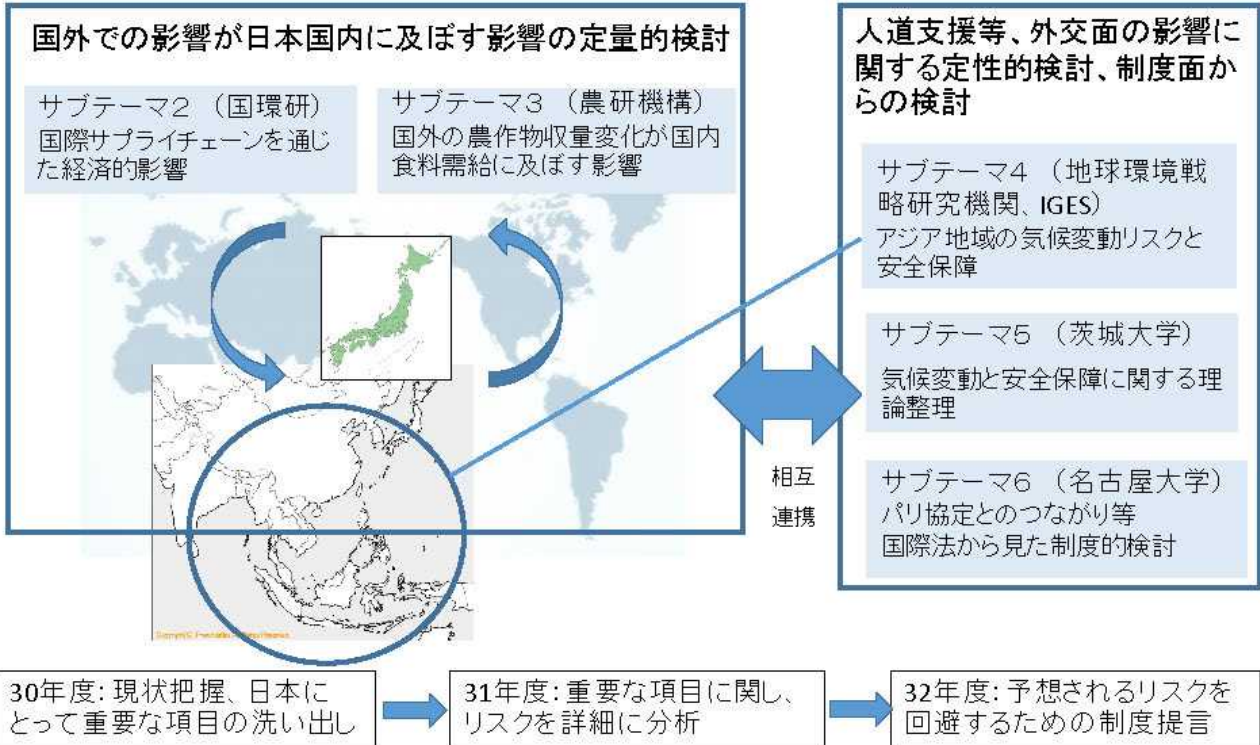 国外での影響が日本国内に及ぼす影響の定量的検討
サブテーマ2 （国環研）
国際サプライチェーンを通じ
た経済的影響
サブテーマ3 （農研機構）
国外の農作物収量変化が国内
食料需給に及ぼす影響
相互
連携
人道支援等、外交面の影響に
関する定性的検討、制度面か
らの検討
サブテーマ4 （地球環境戦
略研究機関、IGES）
アジア地域の気候変動リスクと
安全保障
サブテーマ5 （茨城大学）
気候変動と安全保障に関する理
論整理
サブテーマ6 （名古屋大学）
パリ協定とのつながり等
国際法から見た制度的検討
30年度：現状把握、日本に
とって重要な項目の洗い出し
31年度：重要な項目に関し、
リスクを詳細に分析
32年度：予想されるリスクを
回避するための制度提言